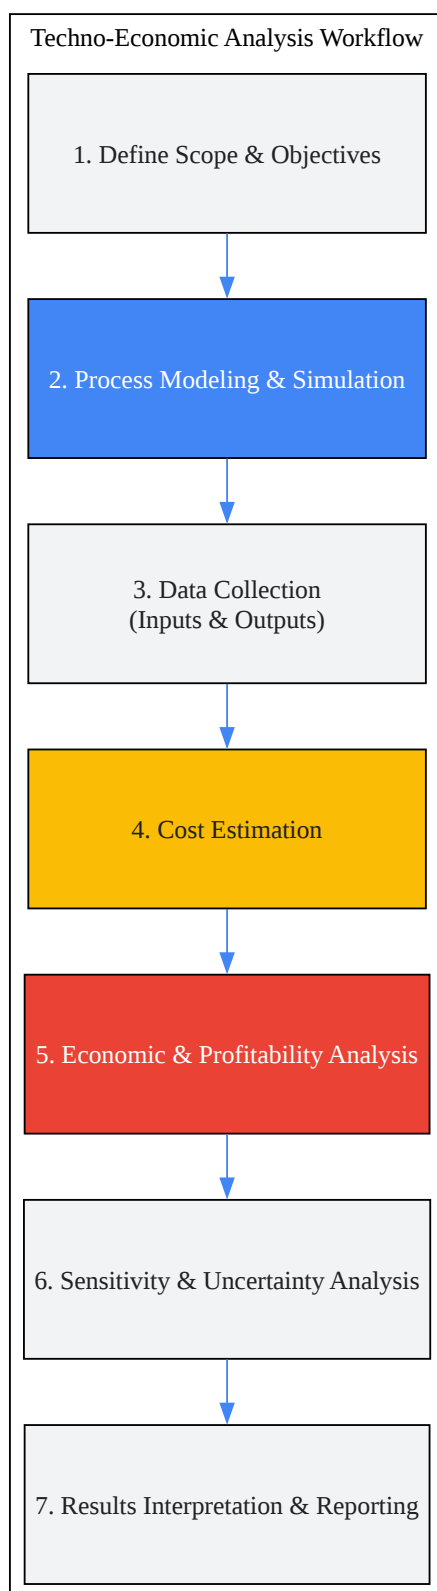 Techno-Economic Analysis Workflow
1. Define Scope & Objectives
2. Process Modeling & Simulation
3. Data Collection
(Inputs & Outputs)
4. Cost Estimation
5. Economic & Profitability Analysis
6. Sensitivity & Uncertainty Analysis
7. Results Interpretation & Reporting